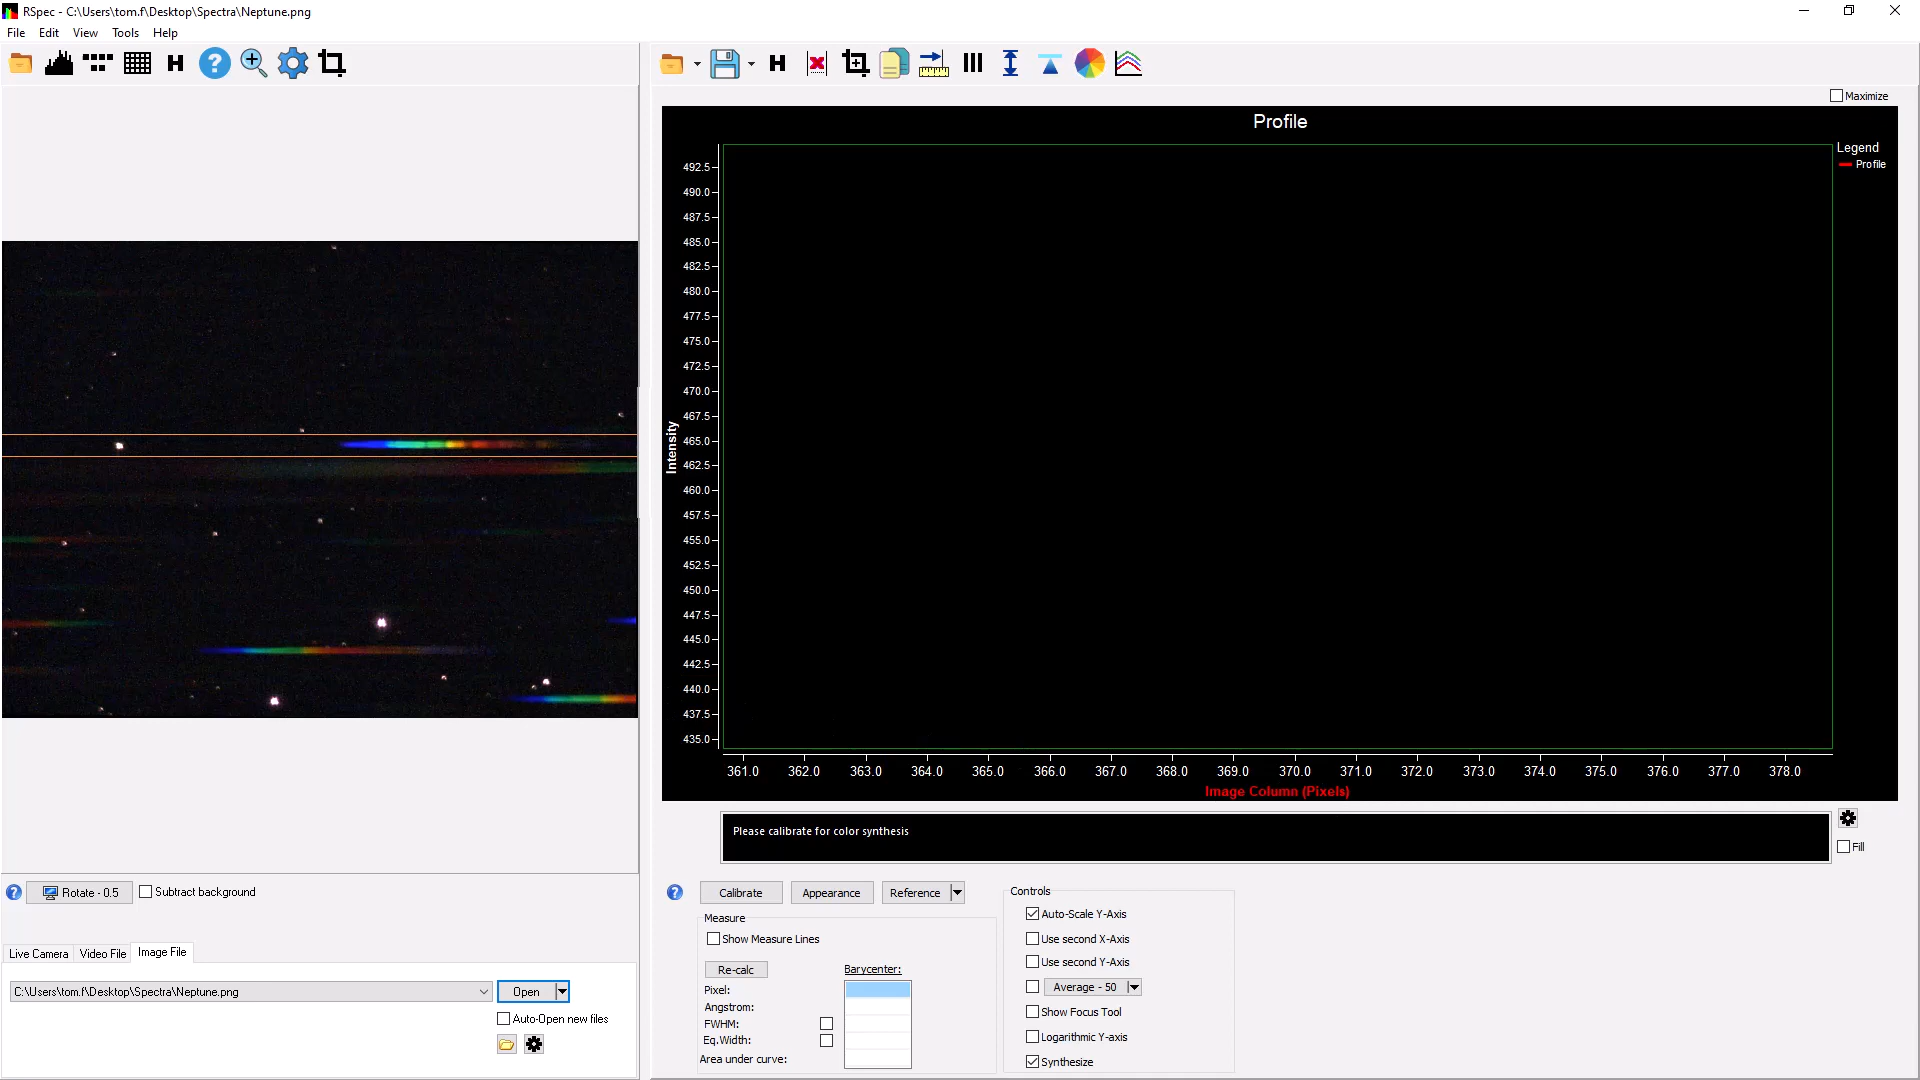 RSpec - C:\Users\tom.f\Desktop\Spectra\Neptune.png
File Edit View Tools Help
H ? H
Maximize
Profile
Legend
Profile
492.5
490.0
487.5
485.0
482.5
480.0
477.5
475.0
472.5
470.0
467.5
465.0
462.5
460.0
457.5
455.0
452.5
450.0
447.5
445.0
442.5
440.0
437.5
435.0
Intensity
361.0 362.0 363.0 364.0 365.0 366.0 367.0 368.0 369.0 370.0 371.0 372.0 373.0 374.0 375.0 376.0 377.0 378.0
Image Column (Pixels)
Please calibrate for color synthesis
Fill
? Rotate - 0.5 Subtract background
Live Camera Video File Image File
C:\Users\tom.f\Desktop\Spectra\Neptune.png Open
Auto-Open new files
? Calibrate Appearance Reference
Measure
Show Measure Lines
Re-calc Barycenter:
Pixel:
Angstrom:
FWHM:
Eq.Width:
Area under curve:
Controls
Auto-Scale Y-Axis
Use second X-Axis
Use second Y-Axis
Average - 50
Show Focus Tool
Logarithmic Y-axis
Synthesize